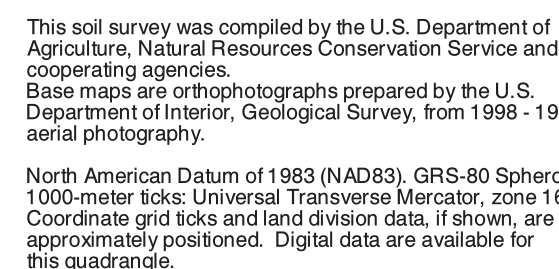 This soil survey was compiled by the U.S. Department of
Agriculture, Natural Resources Conservation Service and
cooperating agencies.
Base maps are orthophotographs prepared by the U.S.
Department of Interior, Geological Survey, from 1998 - 
aerial photography.
North American Datum of 1983 (NAD83). GRS-80
1000-meter ticks: Universal Transverse Mercator, zone
Coordinate grid ticks and land division data, if shown, are
approximately positioned. Digital data are available for
this quadrangle.